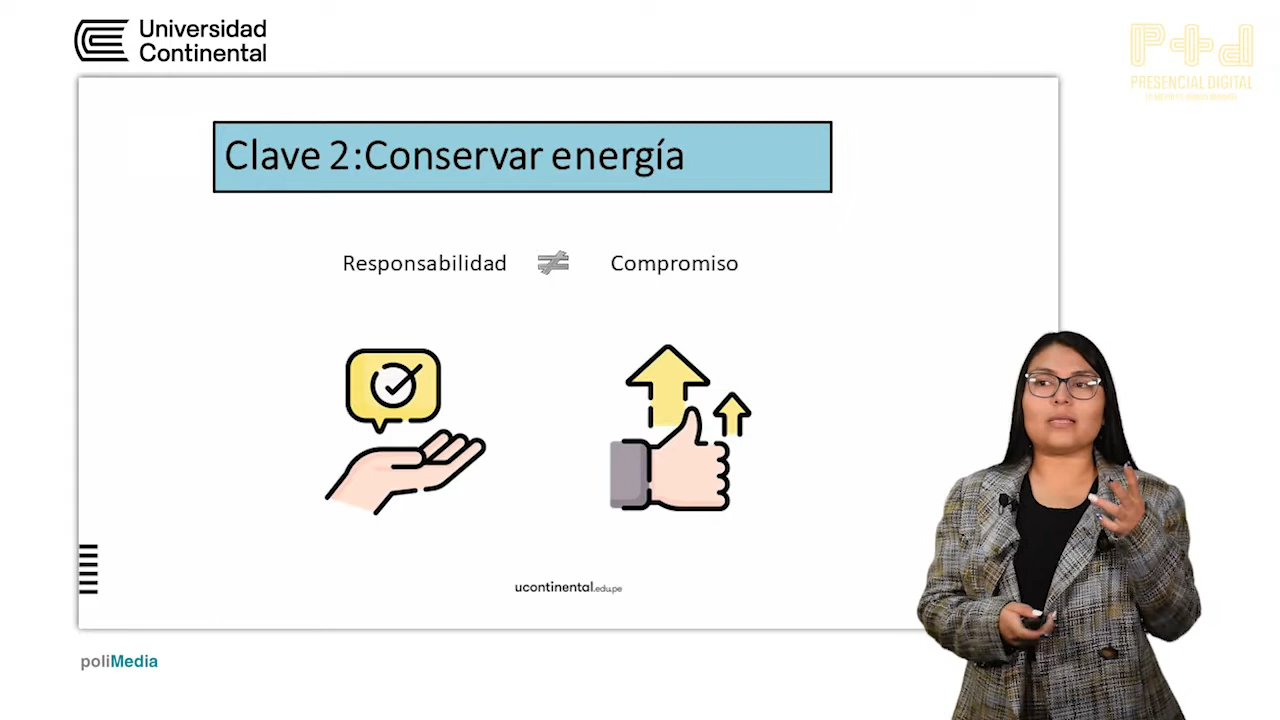 Universidad
Continental
P+d
PRESENCIAL DIGITAL
Clave 2:Conservar energía
Responsabilidad ≠ Compromiso
ucontinental.edu.pe
poliMedia